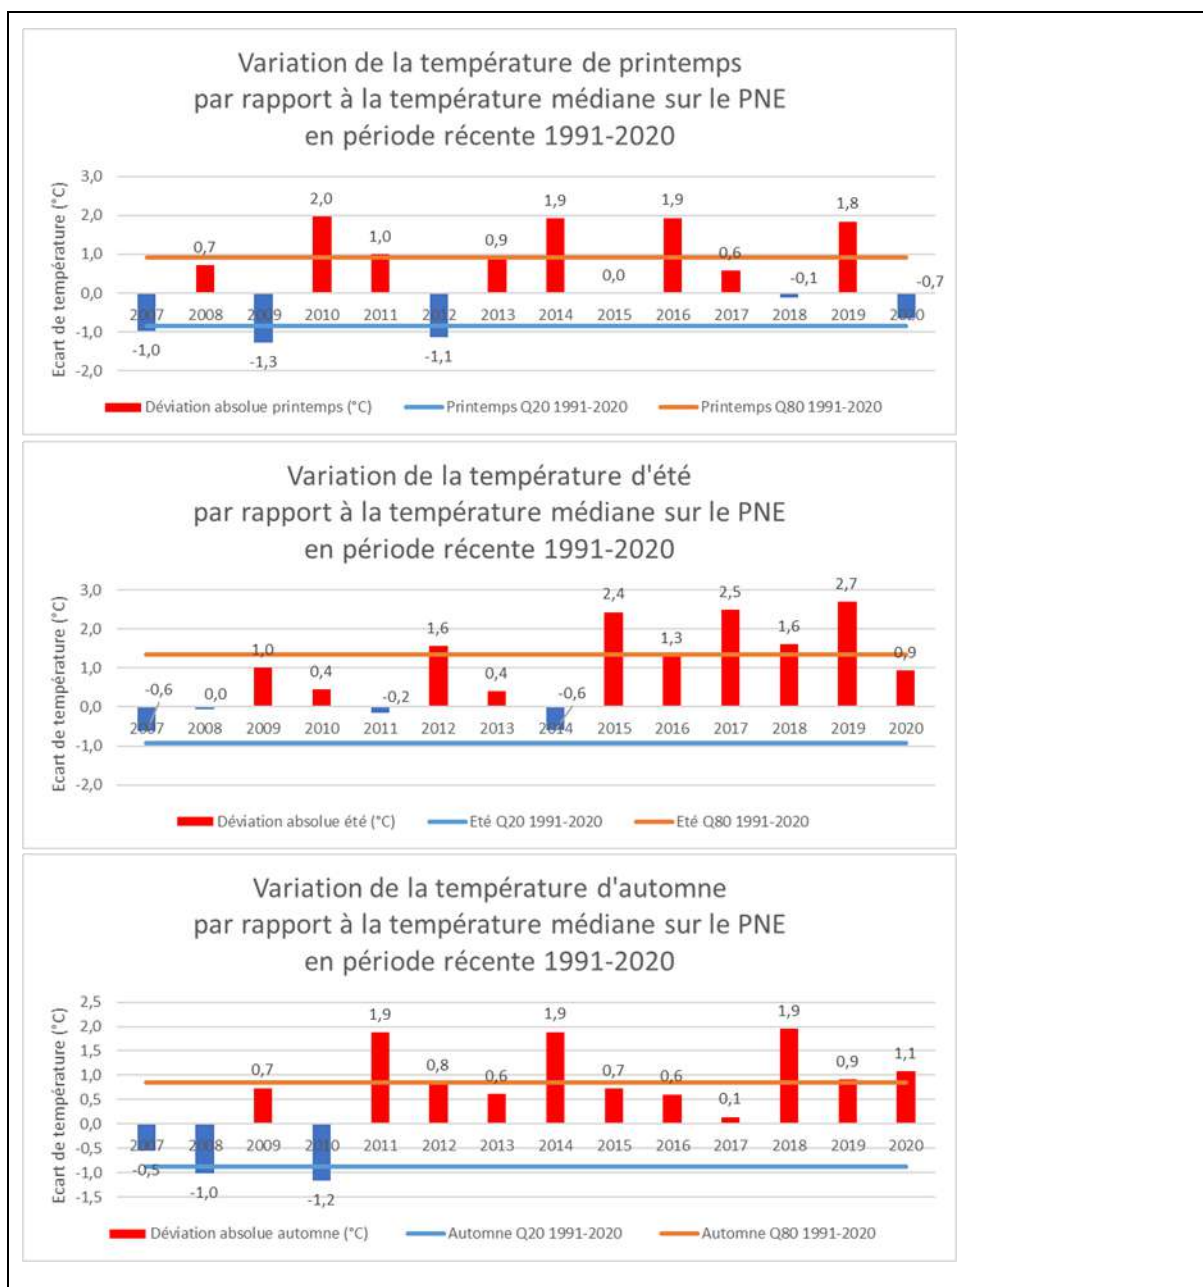 Variation de la température de printemps
par rapport à la température médiane sur le PNE
en période récente 1991-2020
Ecart de température (°C)
3,0
2,0
1,0
0,0
-1,0
-2,0
2007 2008 2009 2010 2011 2012 2013 2014 2015 2016 2017 2018 2019 2020
-1,0 0,7 -1,3 2,0 1,0 -1,1 0,9 1,9 0,0 1,9 0,6 -0,1 1,8 -0,7
Déviation absolue printemps (°C) Printemps Q20 1991-2020 Printemps Q80 1991-2020
Variation de la température d'été
par rapport à la température médiane sur le PNE
en période récente 1991-2020
Ecart de température (°C)
3,0
2,0
1,0
0,0
-1,0
-2,0
-0,6 0,0 1,0 0,4 -0,2 1,6 0,4 -0,6 2,4 1,3 2,5 1,6 2,7 0,9
2007 2008 2009 2010 2011 2012 2013 2014 2015 2016 2017 2018 2019 2020
Déviation absolue été (°C) Eté Q20 1991-2020 Eté Q80 1991-2020
Variation de la température d'automne
par rapport à la température médiane sur le PNE
en période récente 1991-2020
Ecart de température (°C)
2,5
2,0
1,5
1,0
0,5
0,0
-0,5
-1,0
-1,5
2007 2008 2009 2010 2011 2012 2013 2014 2015 2016 2017 2018 2019 2020
-0,5 -1,0 0,7 -1,2 1,9 0,8 0,6 1,9 0,7 0,6 0,1 1,9 0,9 1,1
Déviation absolue automne (°C) Automne Q20 1991-2020 Automne Q80 1991-2020